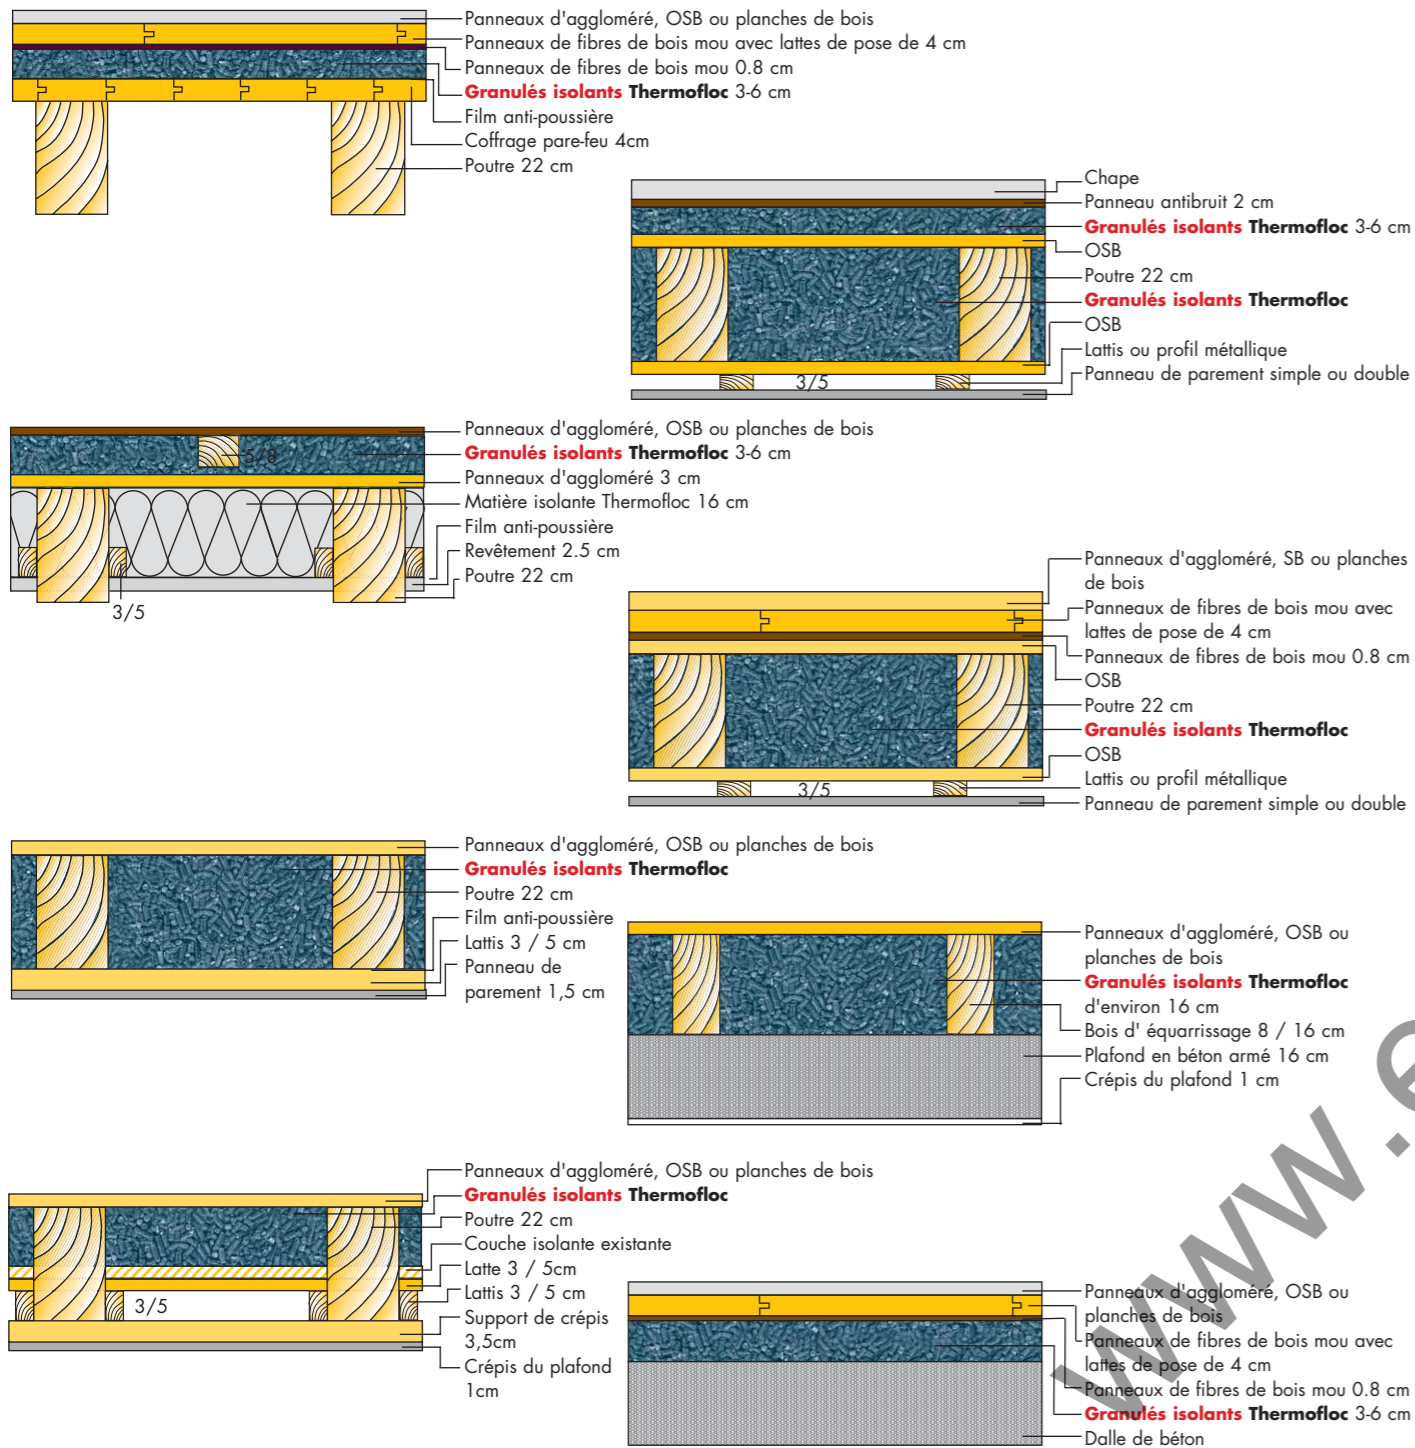 Panneaux d'aggloméré, OSB ou planches de bois
Panneaux de fibres de bois mou avec lattes de pose de 4 cm
Panneaux de fibres de bois mou 0.8 cm
Granulés isolants Thermofloc 3-6 cm
Film anti-poussière
Coffrage pare-feu 4cm
Poutre 22 cm
Chape
Panneau antibruit 2 cm
Granulés isolants Thermofloc 3-6 cm
OSB
Poutre 22 cm
Granulés isolants Thermofloc
OSB
Lattis ou profil métallique
Panneau de parement simple ou double
3/5
Panneaux d'aggloméré, OSB ou planches de bois
Granulés isolants Thermofloc 3-6 cm
Panneaux d'aggloméré 3 cm
Matière isolante Thermofloc 16 cm
Film anti-poussière
Revêtement 2.5 cm
Poutre 22 cm
5/8
3/5
Panneaux d'aggloméré, SB ou planches
de bois
Panneaux de fibres de bois mou avec
lattes de pose de 4 cm
Panneaux de fibres de bois mou 0.8 cm
OSB
Poutre 22 cm
Granulés isolants Thermofloc
OSB
Lattis ou profil métallique
Panneau de parement simple ou double
3/5
Panneaux d'aggloméré, OSB ou planches de bois
Granulés isolants Thermofloc
Poutre 22 cm
Film anti-poussière
Lattis 3 / 5 cm
Panneau de
parement 1,5 cm
Panneaux d'aggloméré, OSB ou
planches de bois
Granulés isolants Thermofloc
d'environ 16 cm
Bois d' équarrissage 8 / 16 cm
Plafond en béton armé 16 cm
Crépis du plafond 1 cm
Panneaux d'aggloméré, OSB ou planches de bois
Granulés isolants Thermofloc
Poutre 22 cm
Couche isolante existante
Latte 3 / 5cm
Lattis 3 / 5 cm
Support de crépis
3,5cm
Crépis du plafond
1cm
3/5
Panneaux d'aggloméré, OSB ou
planches de bois
Panneaux de fibres de bois mou avec
lattes de pose de 4 cm
Panneaux de fibres de bois mou 0.8 cm
Granulés isolants Thermofloc 3-6 cm
Dalle de béton
www.e